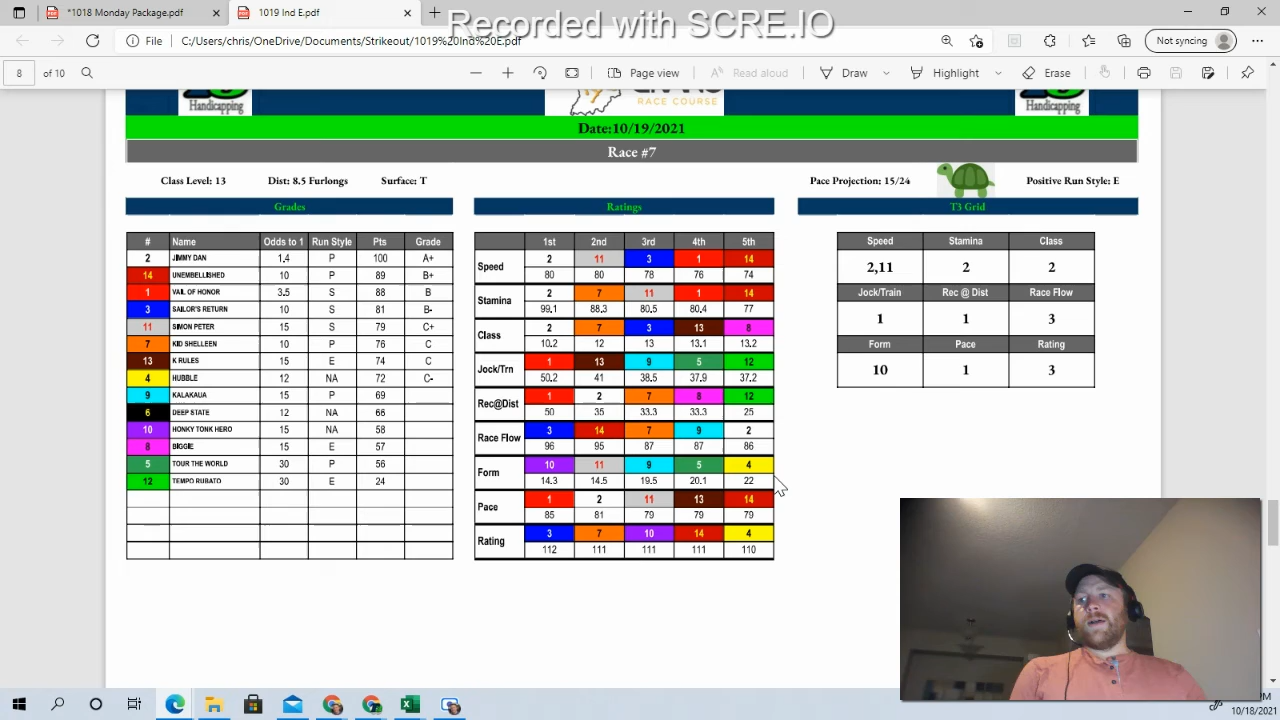 *1018 Monday Package.pdf
*1019 Ind E.pdf
Recorded with SCRE.IO
File C:/Users/chris/OneDrive/Documents/Strikeout/1019%20Ind%20E.pdf
Not syncing
8 of 10
Page view
Read aloud
Draw
Highlight
Erase
Handicapping
RACE COURSE
Handicapping
Date:10/19/2021
Race #7
Class Level: 13 Dist: 8.5 Furlongs Surface: T
Pace Projection: 15/24 Positive Run Style: E
Grades
# Name Odds to 1 Run Style Pts Grade
2 JIMMY DAN 1.4 P 100 A+
14 UNEMBELLISHED 10 P 89 B+
1 VAIL OF HONOR 3.5 S 88 B
3 SAILOR'S RETURN 10 S 81 B-
11 SIMON PETER 15 S 79 C+
7 KID SHELLEEN 10 P 76 C
13 K RULES 15 E 74 C
4 HUBBLE 12 NA 72 C-
9 KALAKAUA 15 P 69
6 DEEP STATE 12 NA 66
10 HONKY TONK HERO 15 NA 58
8 BIGGIE 15 E 57
5 TOUR THE WORLD 30 P 56
12 TEMPO RUBATO 30 E 24
Ratings
1st 2nd 3rd 4th 5th
Speed 2 11 3 1 14
80 80 78 76 74
Stamina 2 7 11 1 14
99.1 88.3 80.5 80.4 77
Class 2 7 3 13 8
10.2 12 13 13.1 13.2
Jock/Trn 1 13 9 5 12
50.2 41 38.5 37.9 37.2
Rec@Dist 1 2 7 8 12
50 35 33.3 33.3 25
Race Flow 3 14 7 9 2
96 95 87 87 86
Form 10 11 9 5 4
14.3 14.5 19.5 20.1 22
Pace 1 2 11 13 14
85 81 79 79 79
Rating 3 7 10 14 4
112 111 111 111 110
T3 Grid
Speed Stamina Class
2,11 2 2
Jock/Train Rec @ Dist Race Flow
1 1 3
Form Pace Rating
10 1 3
10/18/2021